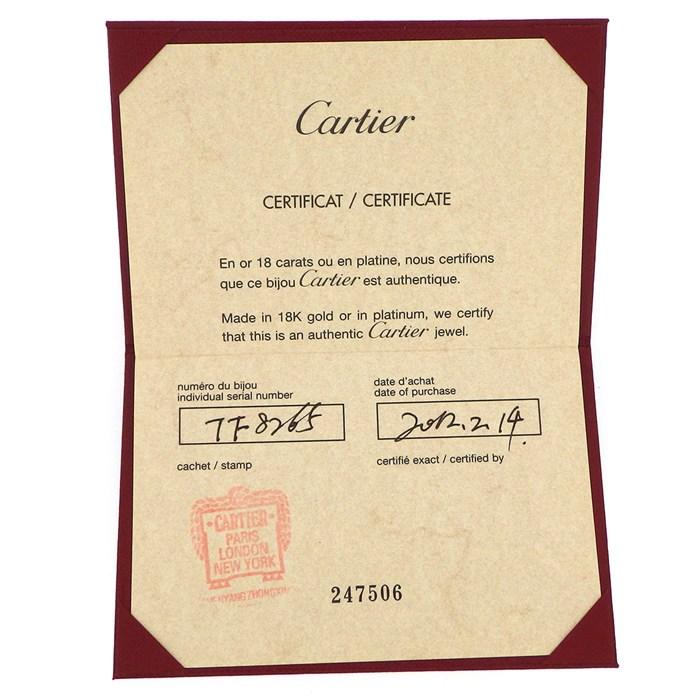 Cartier
CERTIFICAT / CERTIFICATE
En or 18 carats ou en platine, nous certifions
que ce bijou Cartier est authentique.
Made in 18K gold or in platinum, we certify
that this is an authentic Cartier jewel.
numéro du bijou
individual serial number
TF8265
date d'achat
date of purchase
2012.2.14.
cachet / stamp
certifié exact / certified by
CARTIER
PARIS
LONDON
NEW YORK
247506